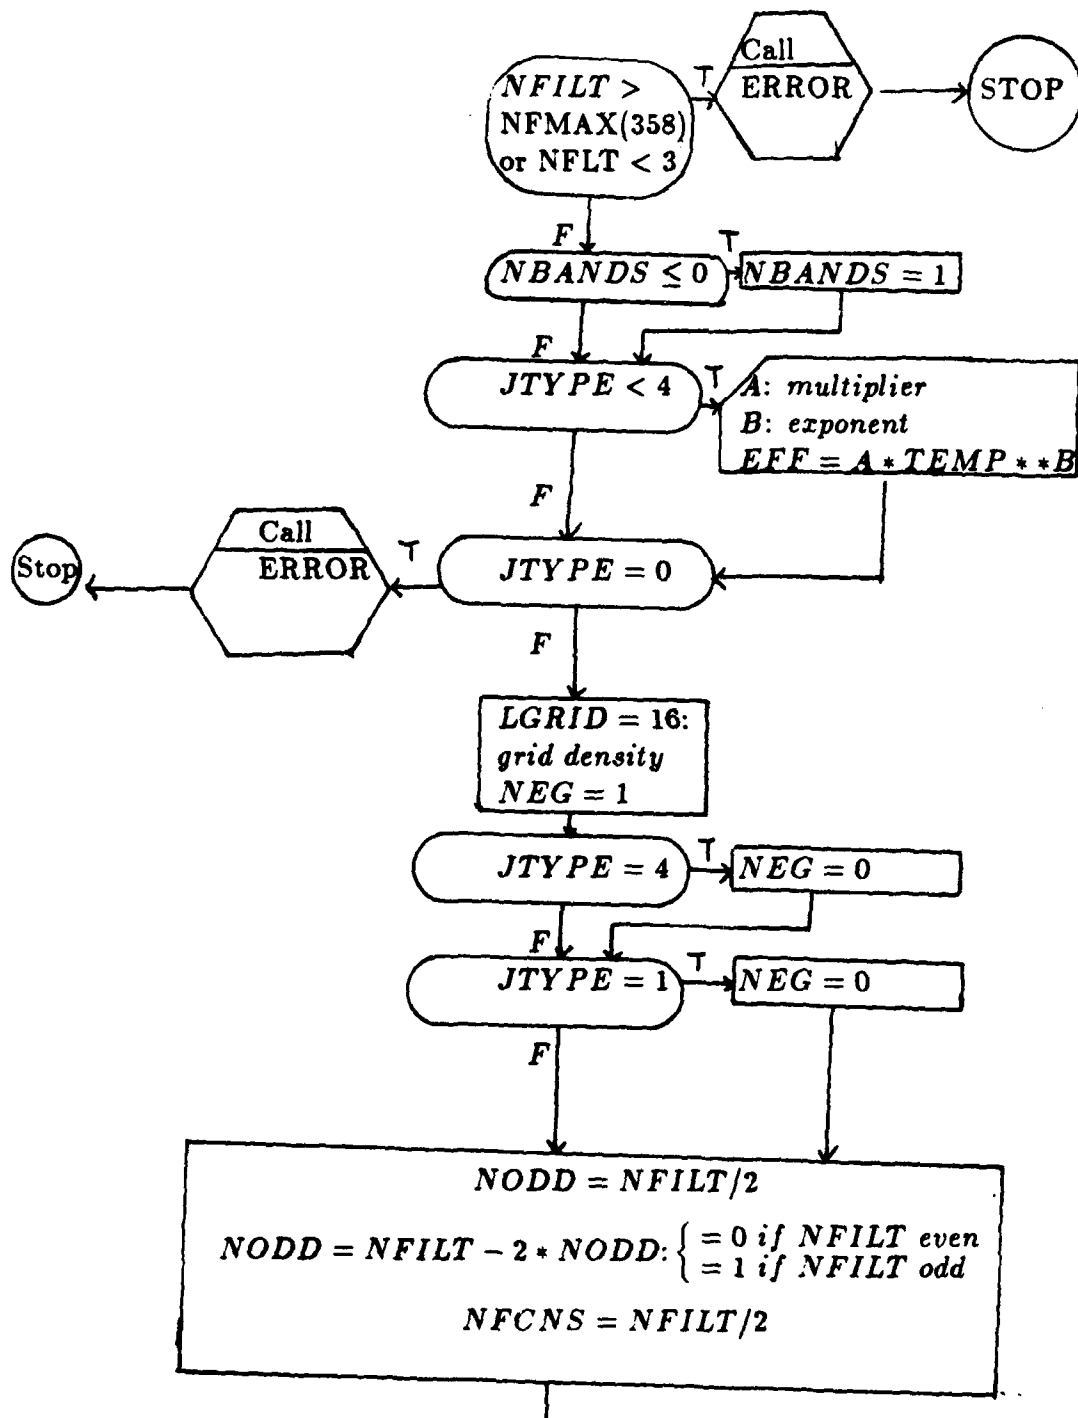 NFILT >
NFMAX(358)
or NFLT < 3
T
Call
ERROR
STOP
F
NBANDS ≤ 0
T
NBANDS = 1
F
JTYPE < 4
T
A: multiplier
B: exponent
EFF = A * TEMP * *B
F
JTYPE = 0
T
Call
ERROR
Stop
F
LGRID = 16:
grid density
NEG = 1
JTYPE = 4
T
NEG = 0
F
JTYPE = 1
T
NEG = 0
F
NODD = NFILT/2
NODD = NFILT − 2 * NODD: { = 0 if NFILT even
= 1 if NFILT odd
NFCNS = NFILT/2